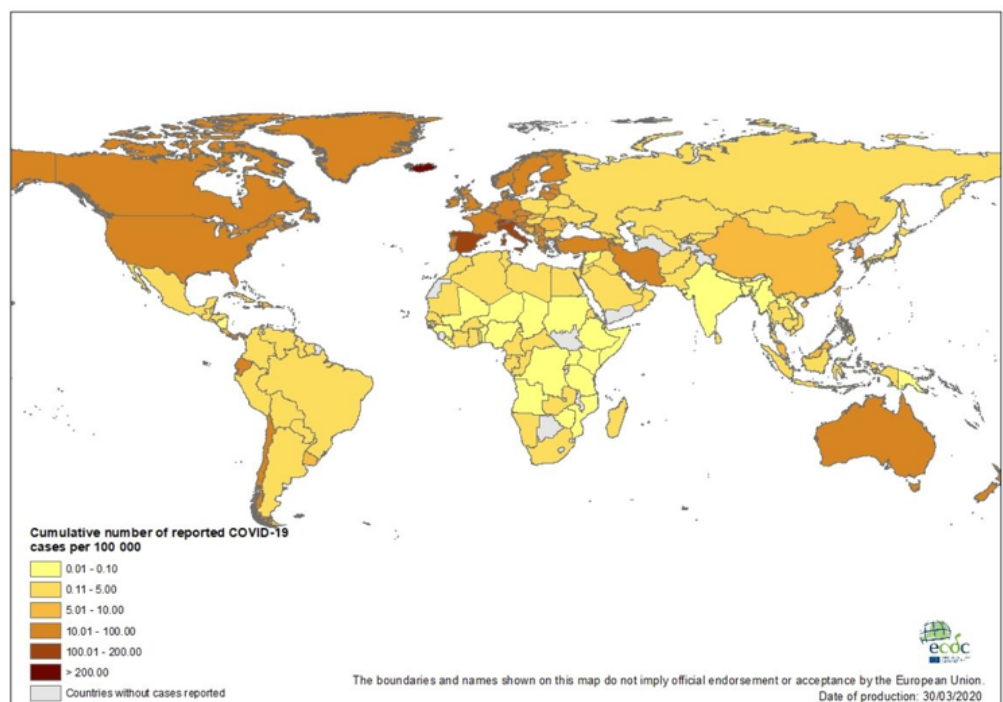 Cumulative number of reported COVID-19
cases per 100 000
0.01 - 0.10
0.11 - 5.00
5.01 - 10.00
10.01 - 100.00
100.01 - 200.00
> 200.00
Countries without cases reported
ecdc
The boundaries and names shown on this map do not imply official endorsement or acceptance by the European Union.
Date of production: 30/03/2020